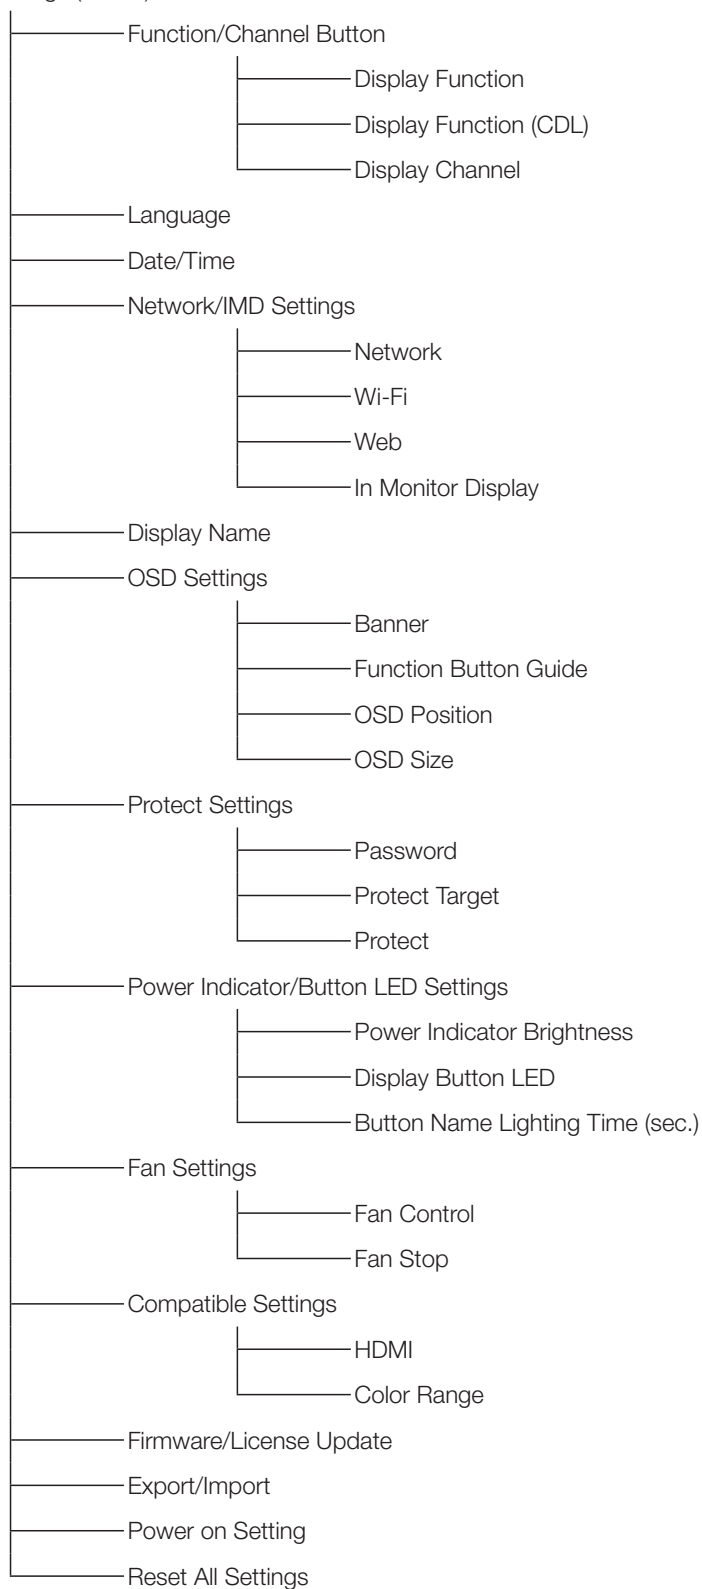 Function/Channel Button
Display Function
Display Function (CDL)
Display Channel
Language
Date/Time
Network/IMD Settings
Network
Wi-Fi
Web
In Monitor Display
Display Name
OSD Settings
Banner
Function Button Guide
OSD Position
OSD Size
Protect Settings
Password
Protect Target
Protect
Power Indicator/Button LED Settings
Power Indicator Brightness
Display Button LED
Button Name Lighting Time (sec.)
Fan Settings
Fan Control
Fan Stop
Compatible Settings
HDMI
Color Range
Firmware/License Update
Export/Import
Power on Setting
Reset All Settings